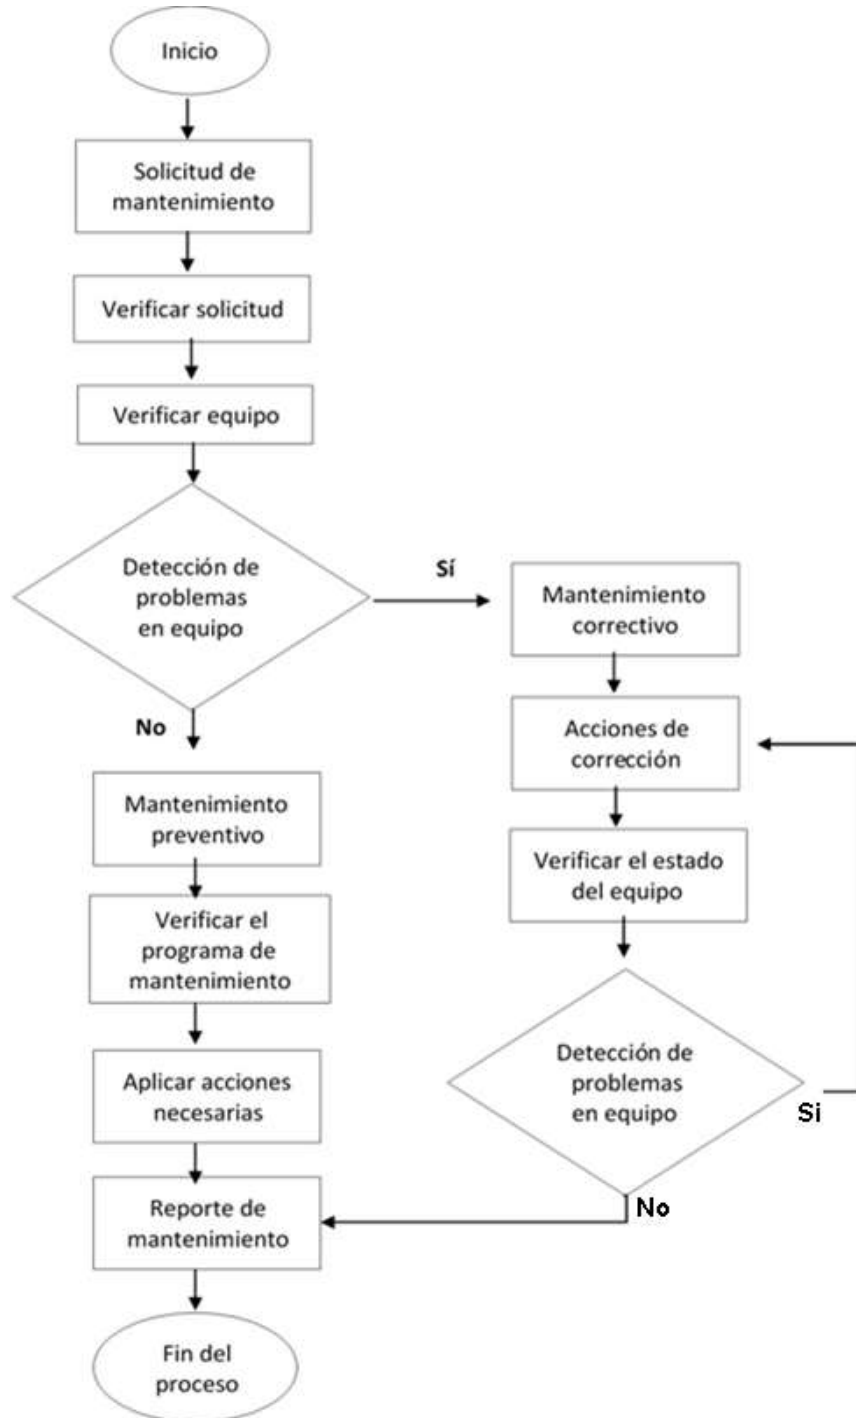 Inicio
Solicitud de
mantenimiento
Verificar solicitud
Verificar equipo
Detección de
problemas
en equipo
Sí
No
Mantenimiento
correctivo
Acciones de
corrección
Verificar el estado
del equipo
Detección de
problemas
en equipo
Si
No
Mantenimiento
preventivo
Verificar el
programa de
mantenimiento
Aplicar acciones
necesarias
Reporte de
mantenimiento
Fin del
proceso